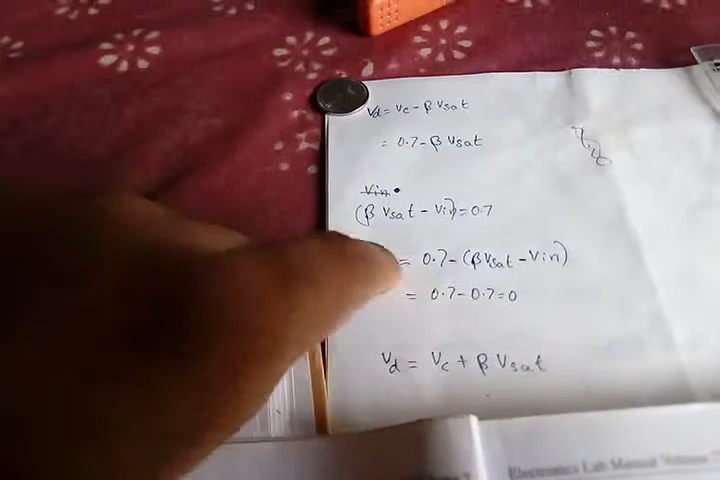 Vd = Vc - β Vsat
= 0.7 - β Vsat
Vin
(β Vsat - Vin) = 0.7
= 0.7 - (β Vsat - Vin)
= 0.7 - 0.7 = 0
Vd = Vc + β Vsat
Electronics Lab Manual Volume